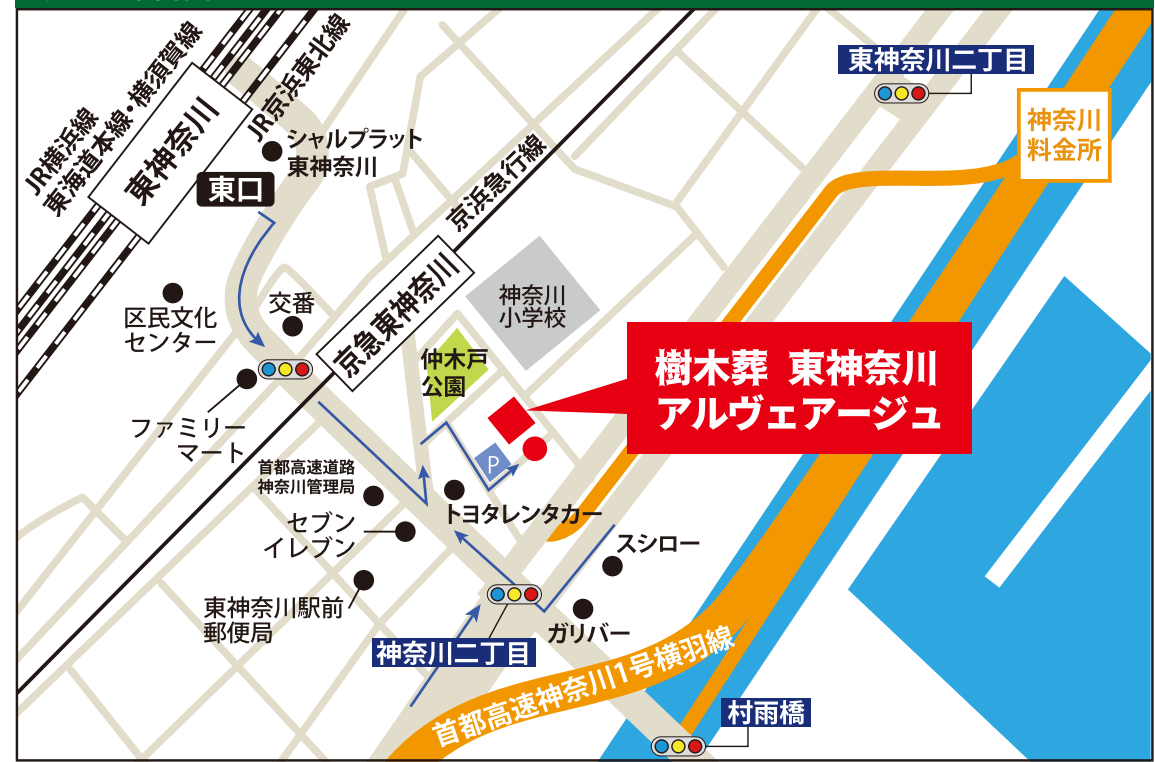 JR横浜線
東海道本線・横須賀線
東神奈川
JR京浜東北線
シャルプラット
東神奈川
東口
東神奈川二丁目
神奈川
料金所
京浜急行線
京急東神奈川
神奈川
小学校
区民文化
センター
交番
仲木戸
公園
樹木葬 東神奈川
アルヴェアージュ
ファミリー
マート
P
首都高速道路
神奈川管理局
トヨタレンタカー
セブン
イレブン
スシロー
東神奈川駅前
郵便局
ガリバー
神奈川二丁目
首都高速神奈川1号横羽線
村雨橋